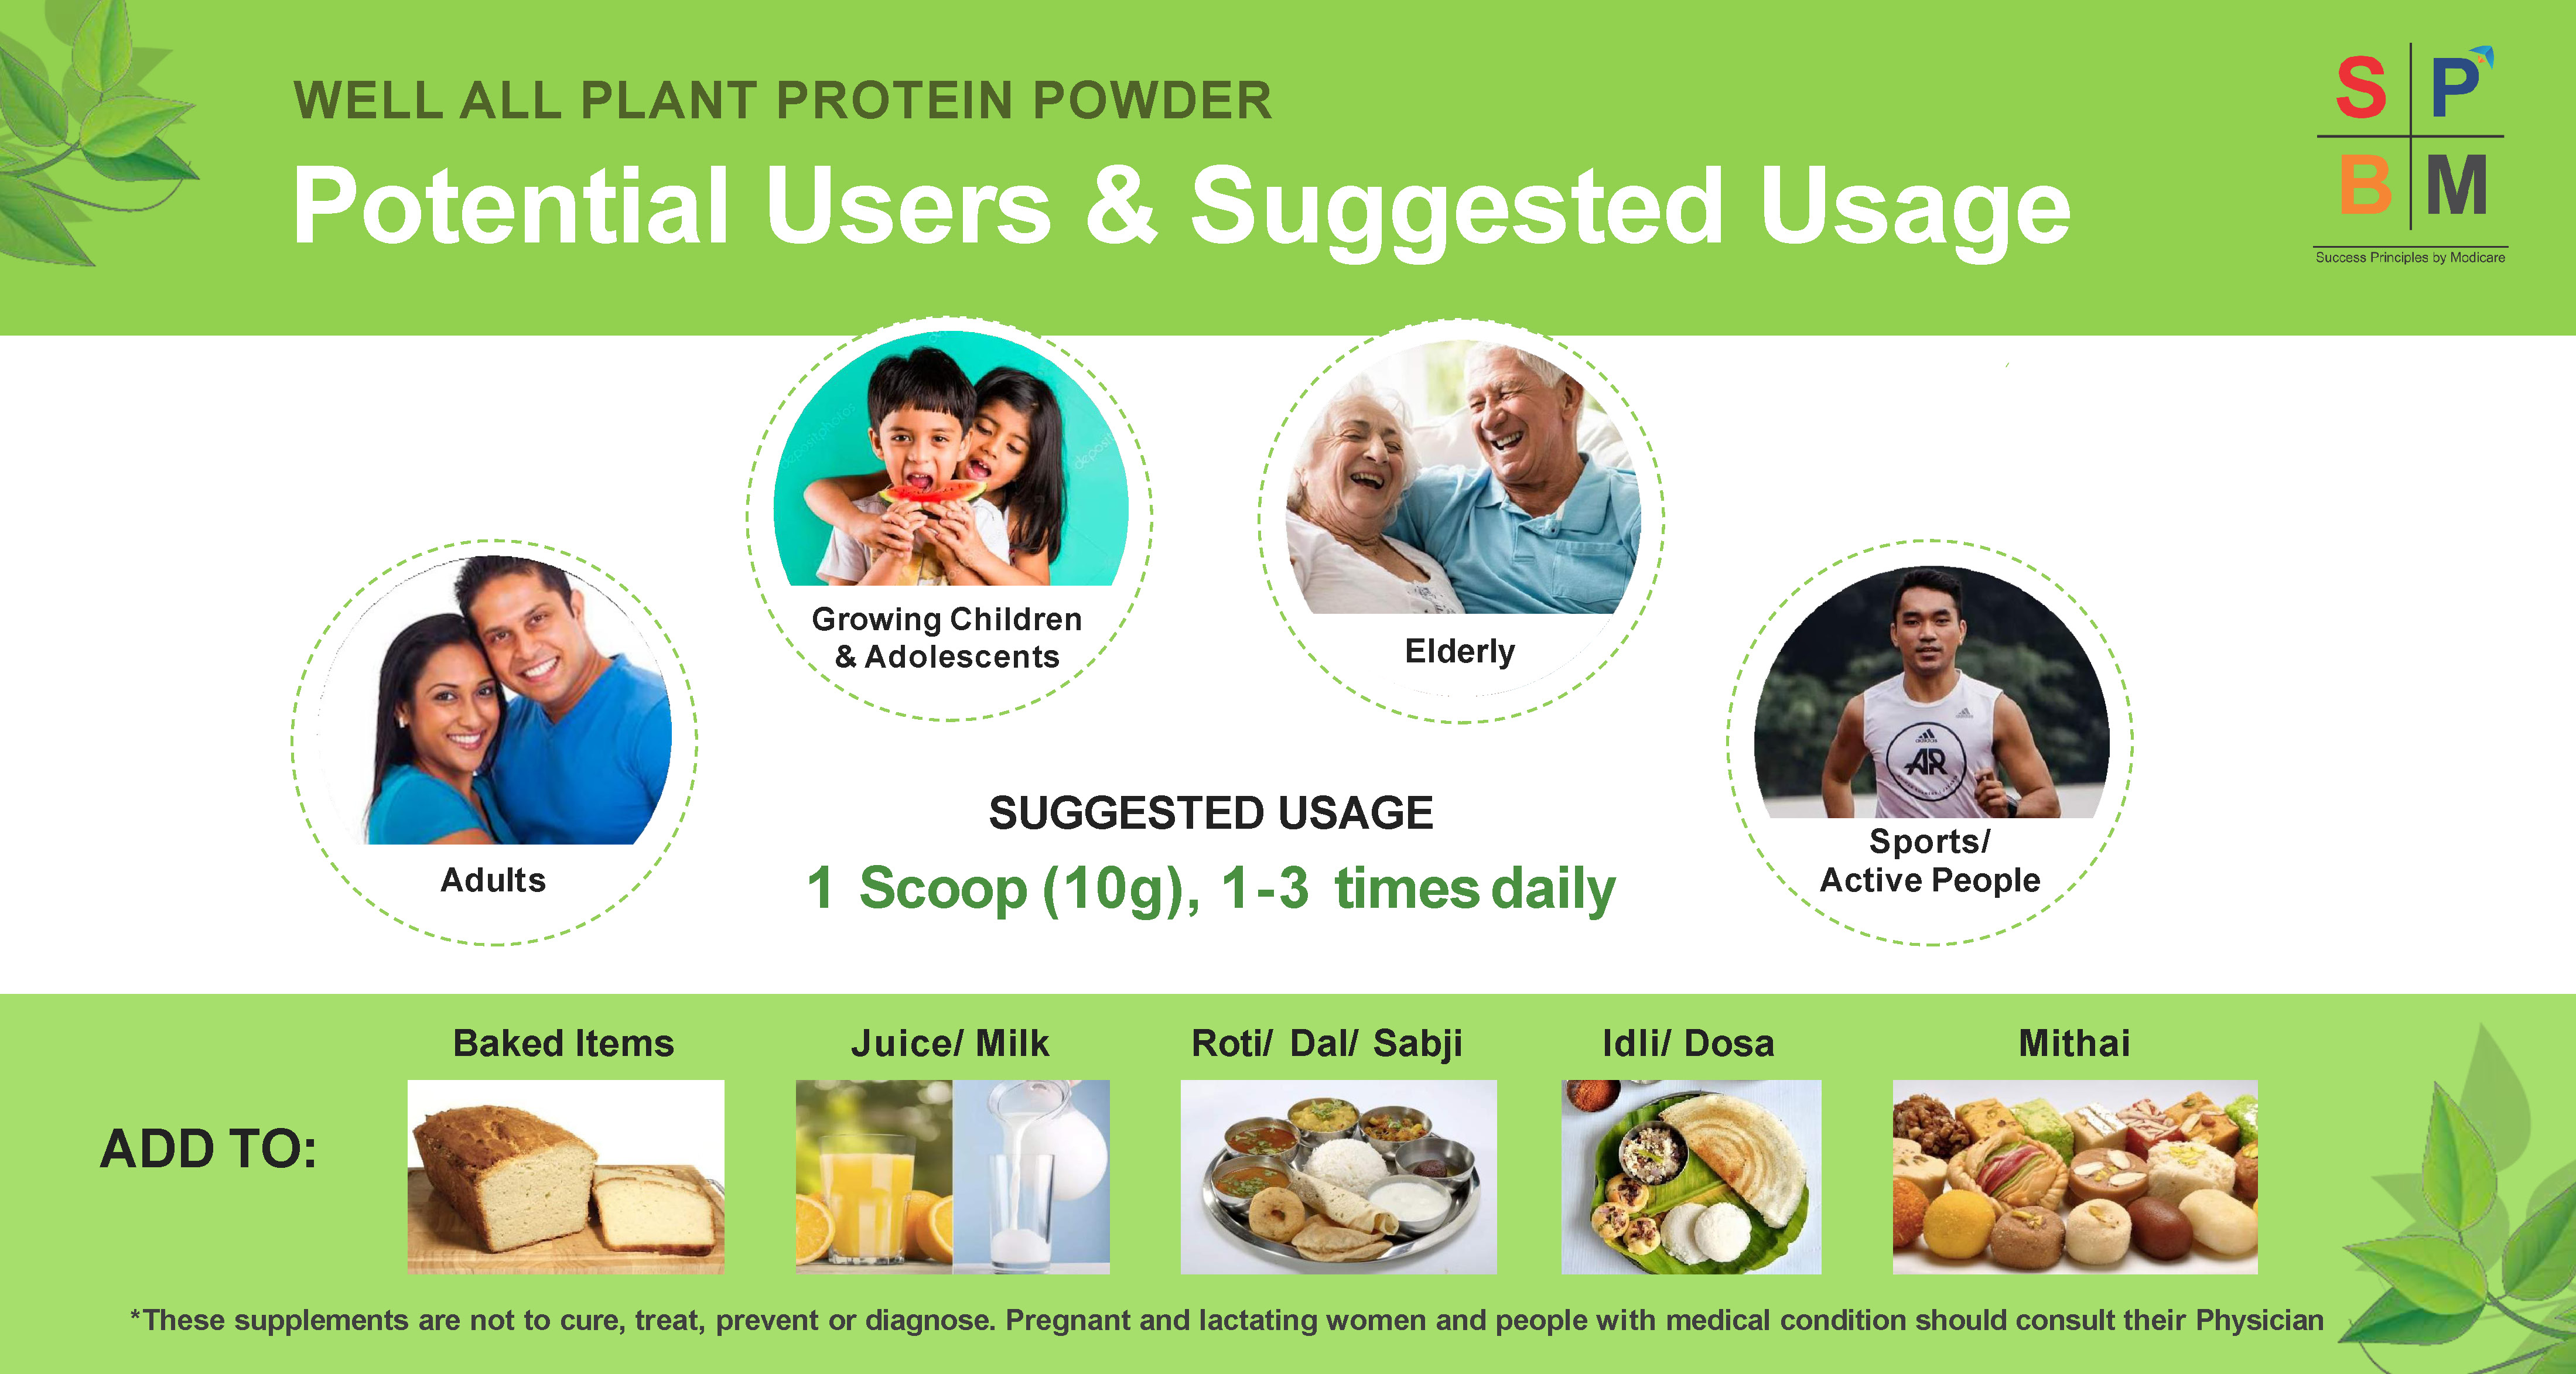 WELL ALL PLANT PROTEIN POWDER
Potential Users & Suggested Usage
S P
B M
Success Principles by Modicare
depositphotos
Growing Children
& Adolescents
Elderly
Adults
adidas
AR
Sports/
Active People
SUGGESTED USAGE
1 Scoop (10g), 1-3 times daily
ADD TO:
Baked Items
Juice/ Milk
Roti/ Dal/ Sabji
Idli/ Dosa
Mithai
*These supplements are not to cure, treat, prevent or diagnose. Pregnant and lactating women and people with medical condition should consult their Physician